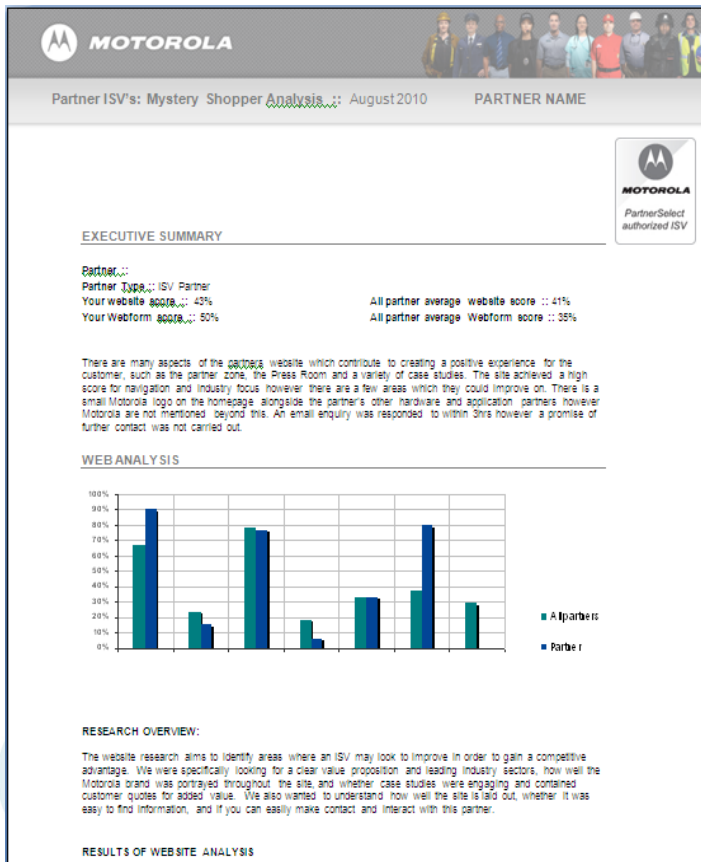 MOTOROLA
Partner ISV's: Mystery Shopper Analysis :: August 2010 PARTNER NAME
MOTOROLA
PartnerSelect
authorized ISV
EXECUTIVE SUMMARY
Partner ::
Partner Type :: ISV Partner
Your website score :: 43% All partner average website score :: 41%
Your Webform score :: 50% All partner average Webform score :: 35%
There are many aspects of the partners website which contribute to creating a positive experience for the
customer, such as the partner zone, the Press Room and a variety of case studies. The site achieved a high
score for navigation and industry focus however there are a few areas which they could improve on. There is a
small Motorola logo on the homepage alongside the partner's other hardware and application partners however
Motorola are not mentioned beyond this. An email enquiry was responded to within 3hrs however a promise of
further contact was not carried out.
WEB ANALYSIS
100%
90%
80%
70%
60%
50%
40%
30%
20%
10%
0%
All partners
Partner
RESEARCH OVERVIEW:
The website research aims to identify areas where an ISV may look to improve in order to gain a competitive
advantage. We were specifically looking for a clear value proposition and leading industry sectors, how well the
Motorola brand was portrayed throughout the site, and whether case studies were engaging and contained
customer quotes for added value. We also wanted to understand how well the site is laid out, whether it was
easy to find information, and if you can easily make contact and interact with this partner.
RESULTS OF WEBSITE ANALYSIS